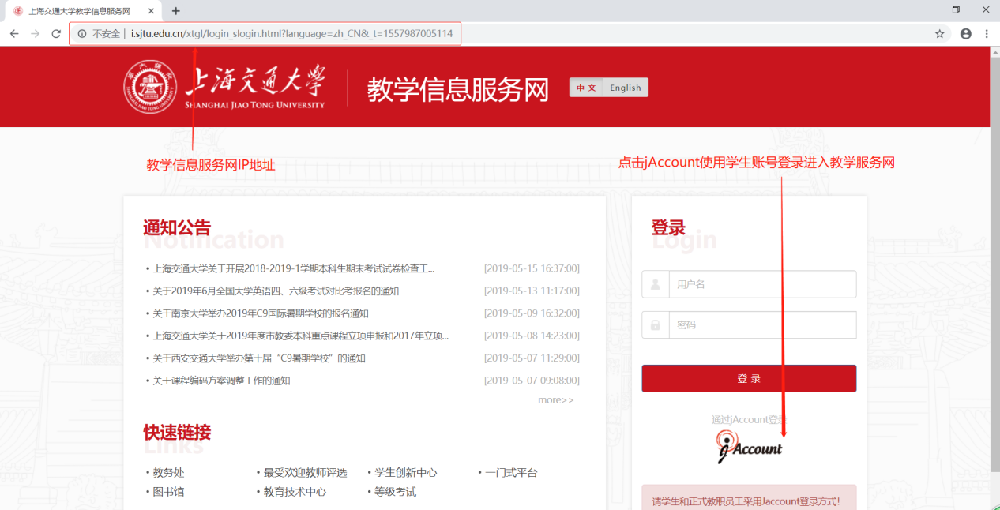 上海交通大学教学信息服务网
不安全 | i.sjtu.edu.cn/xtgl/login_slogin.html?language=zh_CN&_t=1557987005114
上海交通大学
SHANGHAI JIAO TONG UNIVERSITY
教学信息服务网
中文 English
教学信息服务网IP地址
点击jAccount使用学生账号登录进入教学服务网
通知公告
Notification
• 上海交通大学关于开展2018-2019-1学期本科生期末考试试卷检查工... [2019-05-15 16:37:00]
• 关于2019年6月全国大学英语四、六级考试对比考报名的通知 [2019-05-13 11:17:00]
• 关于南京大学举办2019年C9国际暑期学校的报名通知 [2019-05-09 16:32:00]
• 上海交通大学关于2019年度市教委本科重点课程立项申报和2017年立项... [2019-05-08 14:23:00]
• 关于西安交通大学举办第十届“C9暑期学校”的通知 [2019-05-07 11:29:00]
• 关于课程编码方案调整工作的通知 [2019-05-07 09:08:00]
more>>
快速链接
Links
• 教务处 • 最受欢迎教师评选 • 学生创新中心 • 一门式平台
• 图书馆 • 教育技术中心 • 等级考试
登录
Login
用户名
密码
登 录
通过jAccount登录
jAccount
请学生和正式教职员工采用Jaccount登录方式！